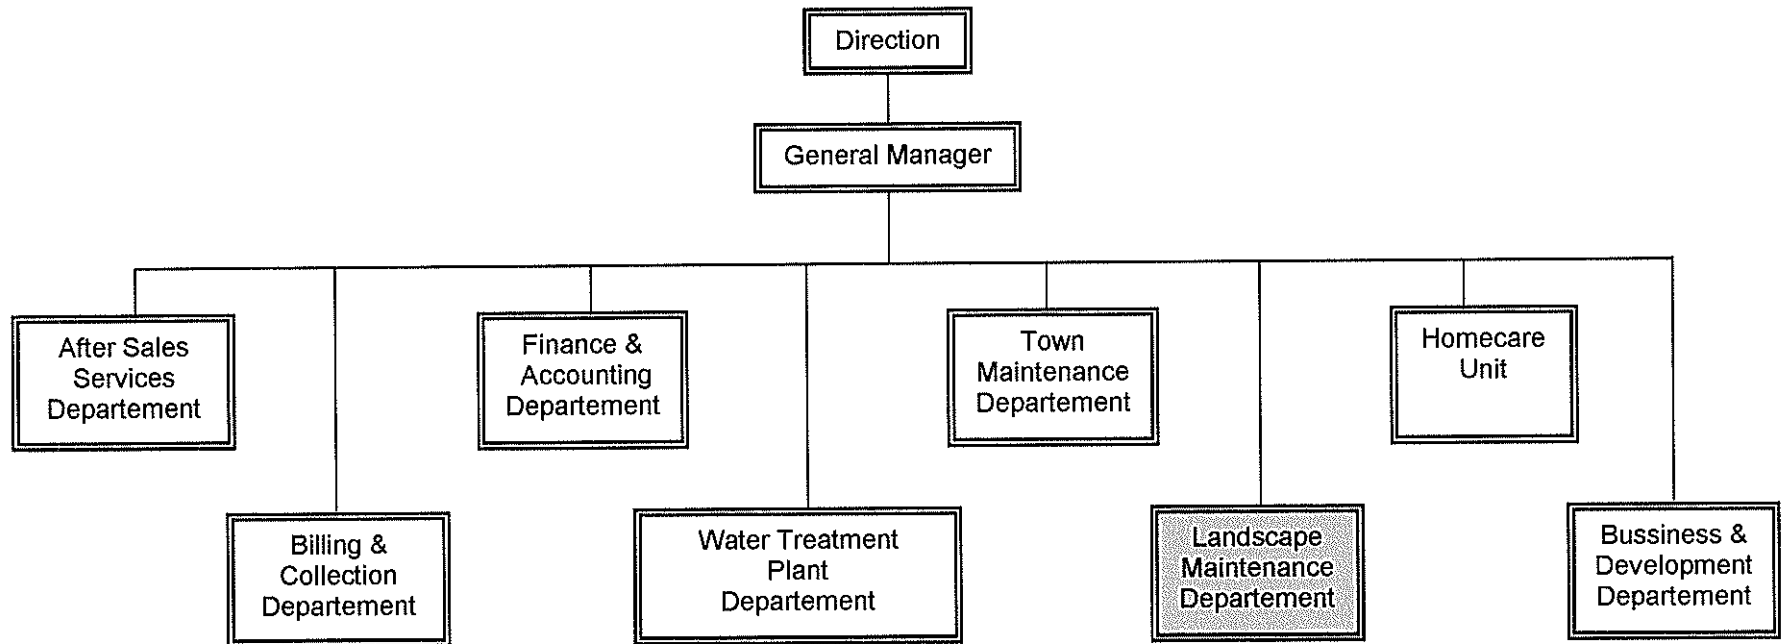 Direction
General Manager
After Sales
Services
Departement
Finance &
Accounting
Departement
Town
Maintenance
Departement
Homecare
Unit
Billing &
Collection
Departement
Water Treatment
Plant
Departement
Landscape
Maintenance
Departement
Bussiness &
Development
Departement